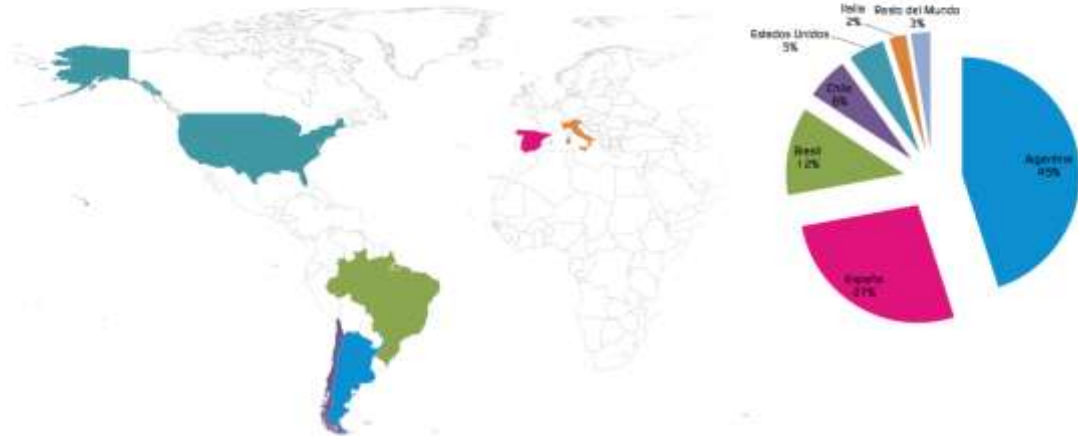 Italia
2%
Resto del Mundo
3%
Estados Unidos
5%
Chile
6%
Brasil
12%
Argentina
45%
España
27%